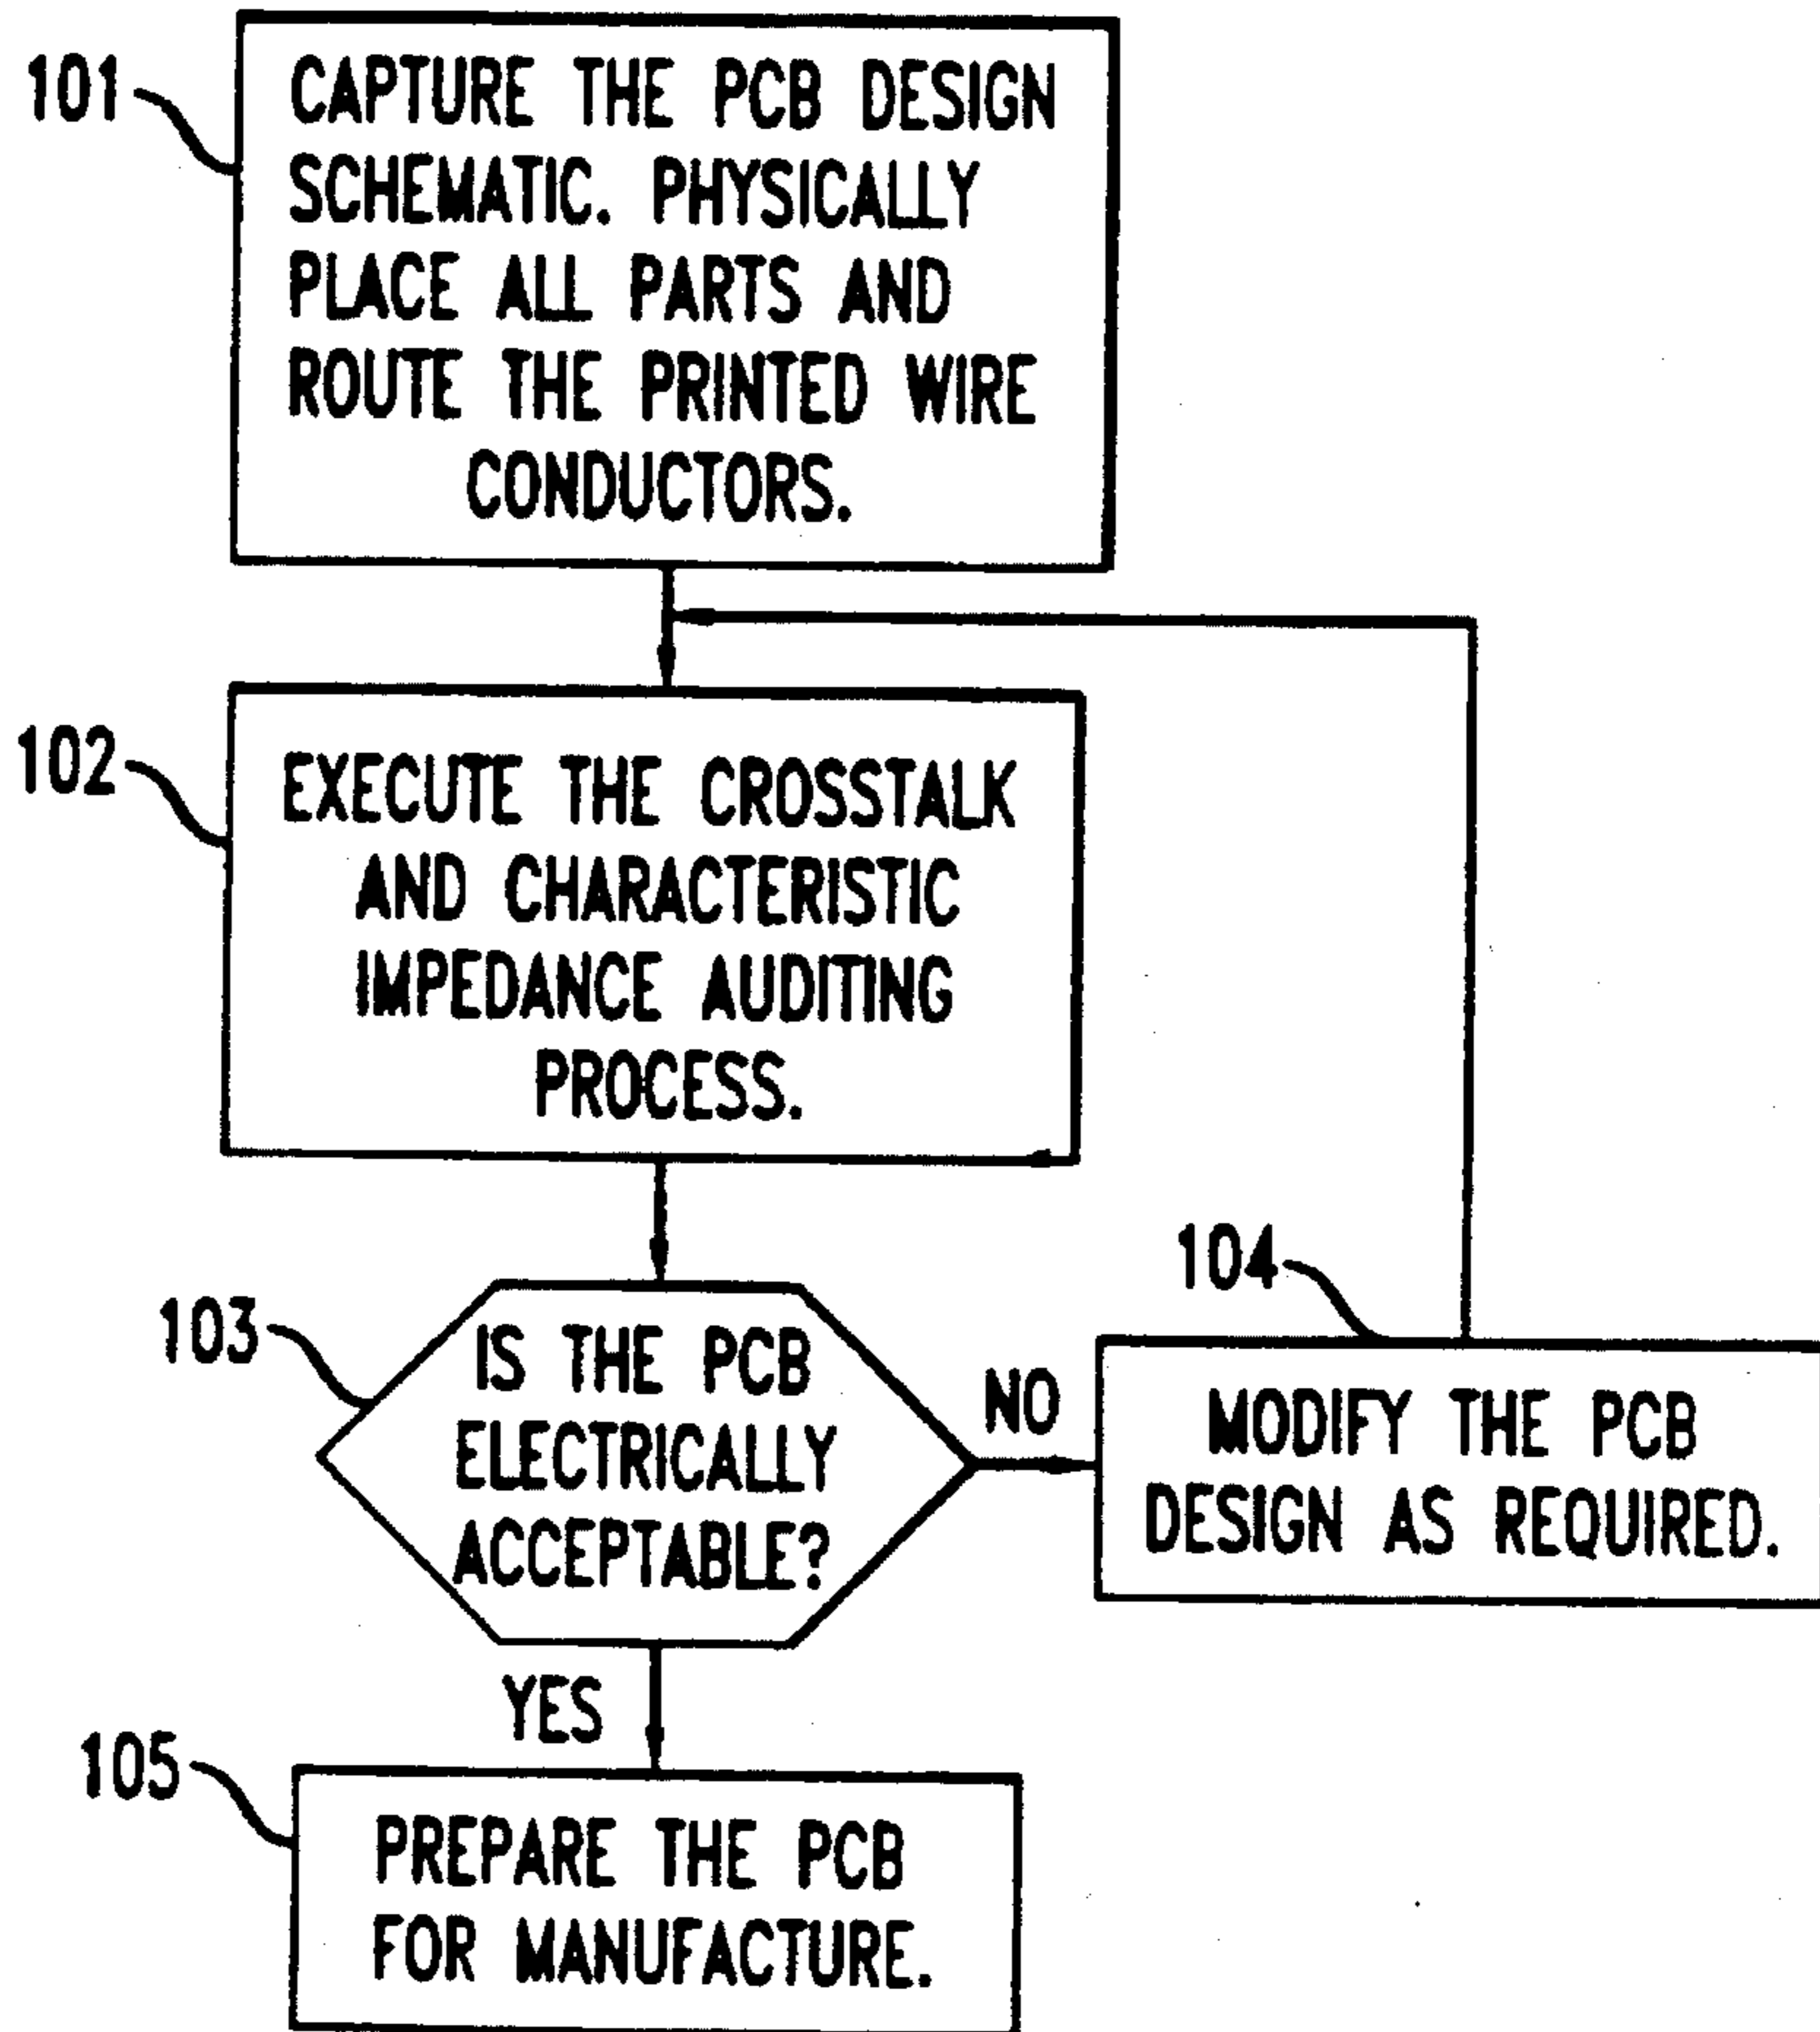 101
CAPTURE THE PCB DESIGN
SCHEMATIC. PHYSICALLY
PLACE ALL PARTS AND
ROUTE THE PRINTED WIRE
CONDUCTORS.
102
EXECUTE THE CROSSTALK
AND CHARACTERISTIC
IMPEDANCE AUDITING
PROCESS.
103
IS THE PCB
ELECTRICALLY
ACCEPTABLE?
NO
104
MODIFY THE PCB
DESIGN AS REQUIRED.
YES
105
PREPARE THE PCB
FOR MANUFACTURE.